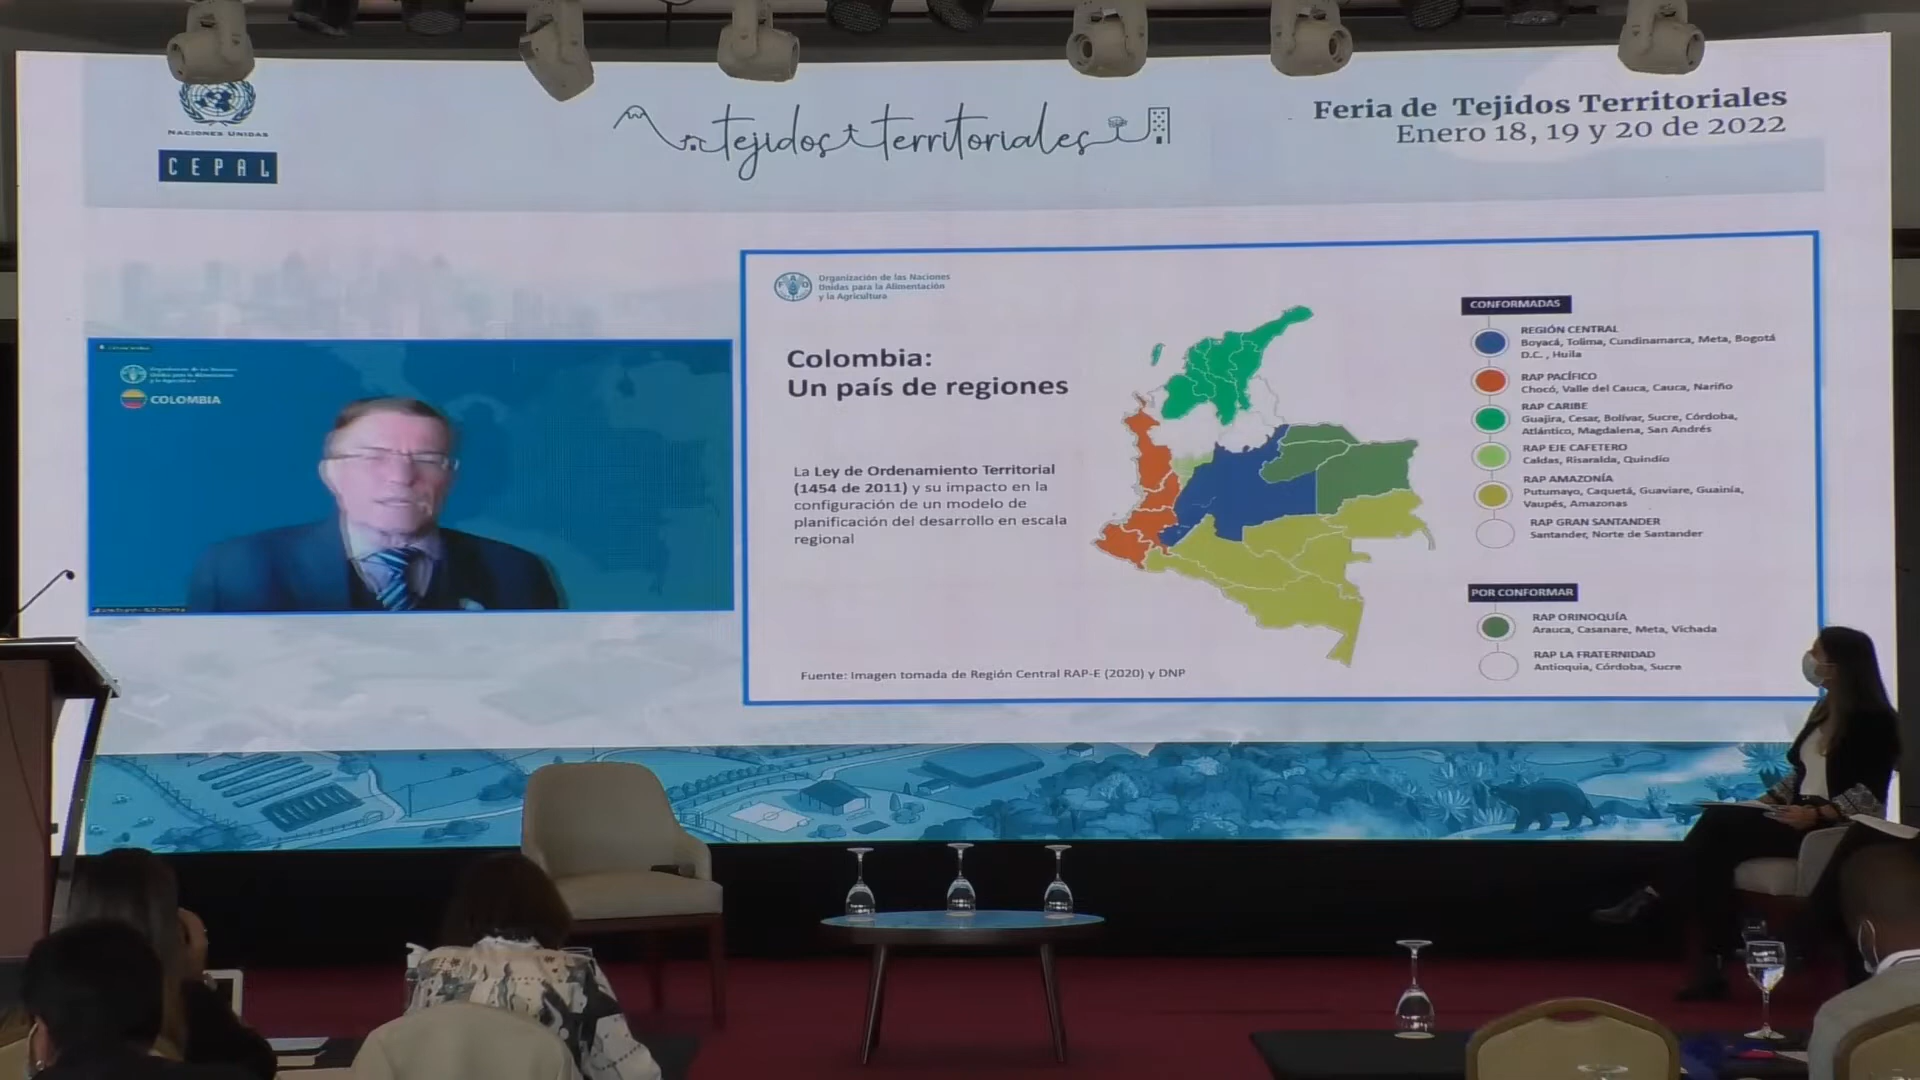 NACIONES UNIDAS
CEPAL
tejidos territoriales
Feria de Tejidos Territoriales
Enero 18, 19 y 20 de 2022
COLOMBIA
Organización de las Naciones
Unidas para la Alimentación
y la Agricultura
Colombia:
Un país de regiones
La Ley de Ordenamiento Territorial
(1454 de 2011) y su impacto en la
configuración de un modelo de
planificación del desarrollo en escala
regional
Fuente: Imagen tomada de Región Central RAP-E (2020) y DNP
CONFORMADAS
REGIÓN CENTRAL
Boyacá, Tolima, Cundinamarca, Meta, Bogotá
D.C. , Huila
RAP PACÍFICO
Chocó, Valle del Cauca, Cauca, Nariño
RAP CARIBE
Guajira, Cesar, Bolívar, Sucre, Córdoba,
Atlántico, Magdalena, San Andrés
RAP EJE CAFETERO
Caldas, Risaralda, Quindío
RAP AMAZONÍA
Putumayo, Caquetá, Guaviare, Guainía,
Vaupés, Amazonas
RAP GRAN SANTANDER
Santander, Norte de Santander
POR CONFORMAR
RAP ORINOQUÍA
Arauca, Casanare, Meta, Vichada
RAP LA FRATERNIDAD
Antioquia, Córdoba, Sucre